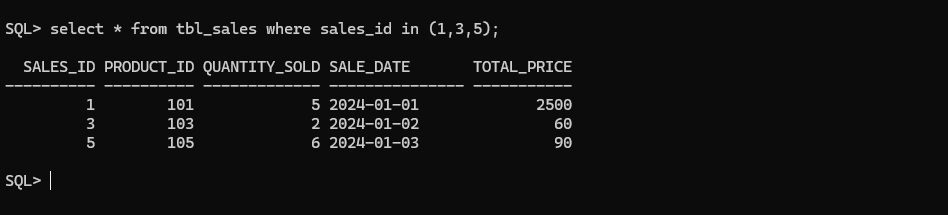 SQL> select * from tbl_sales where sales_id in (1,3,5);
  SALES_ID PRODUCT_ID QUANTITY_SOLD SALE_DATE       TOTAL_PRICE
---------- ---------- ------------- --------------- -----------
         1        101             5 2024-01-01             2500
         3        103             2 2024-01-02               60
         5        105             6 2024-01-03               90
SQL>